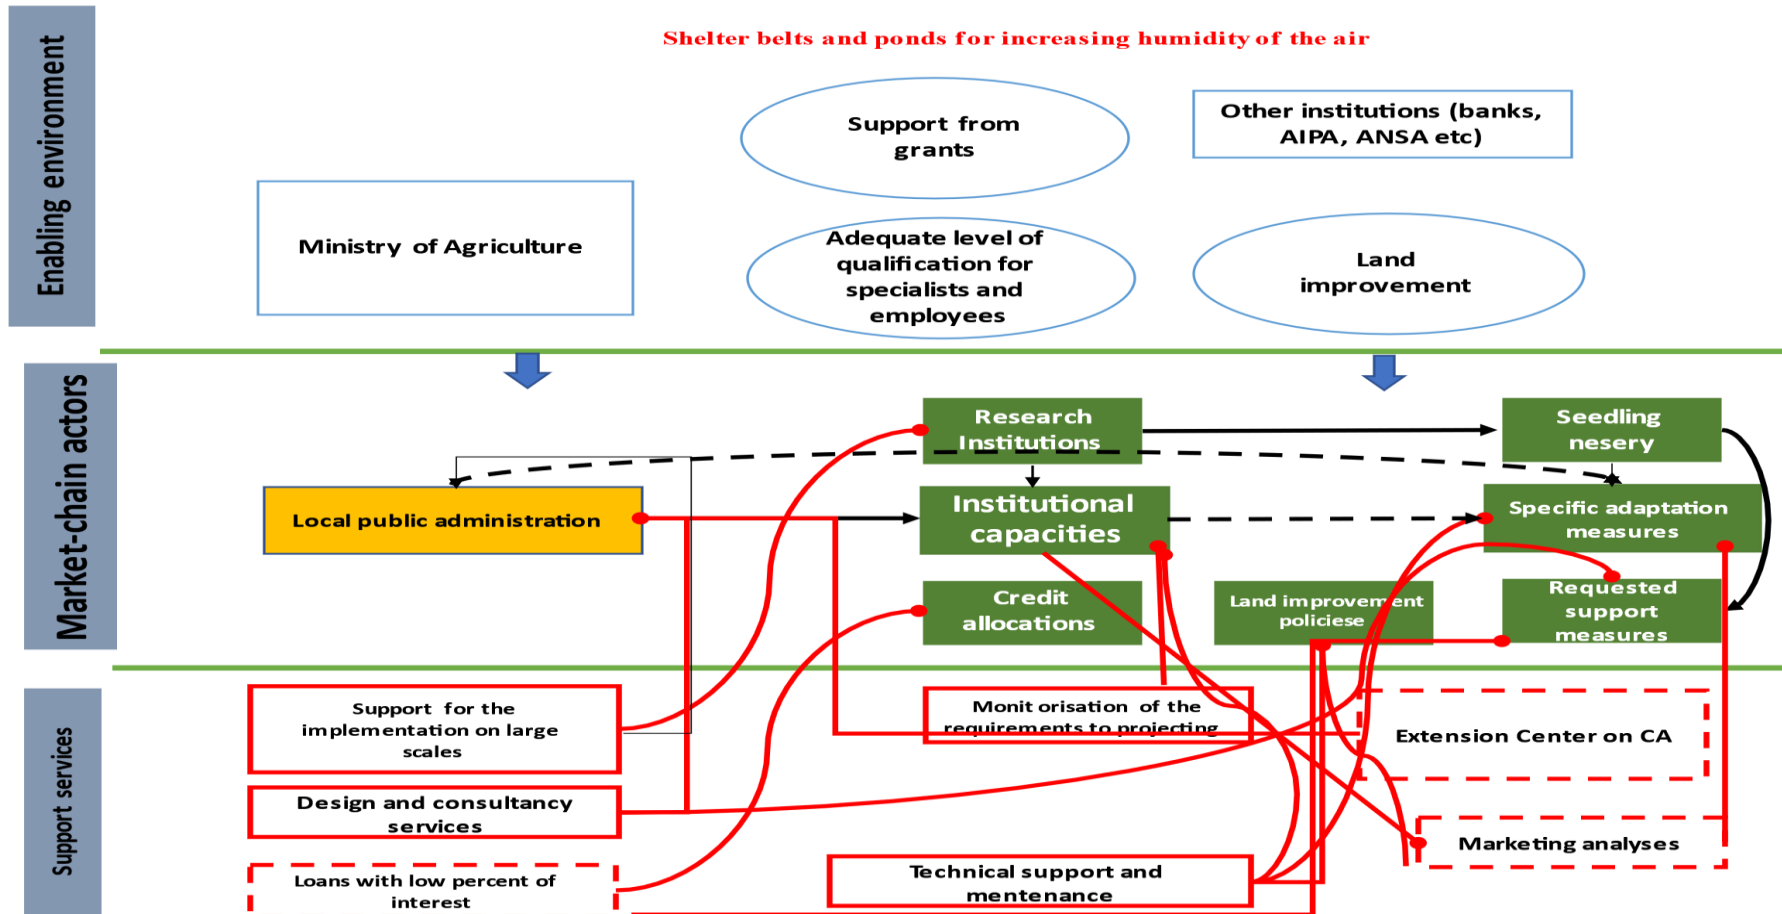 Shelter belts and ponds for increasing humidity of the air
Enabling environment
Support from
grants
Other institutions (banks,
AIPA, ANSA etc)
Ministry of Agriculture
Adequate level of
qualification for
specialists and
employees
Land
improvement
Market-chain actors
Research
Institutions
Seedling
nesery
Local public administration
Institutional
capacities
Specific adaptation
measures
Credit
allocations
Land improvement
policiese
Requested
support
measures
Support services
Support for the
implementation on large
scales
Monit orisation of the
requirements to projecting
Extension Center on CA
Design and consultancy
services
Marketing analyses
Loans with low percent of
interest
Technical support and
mentenance